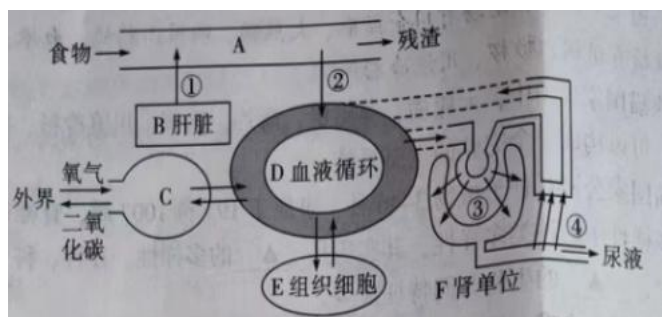 食物
A
残渣
①
②
B 肝脏
氧气
外界
二氧
化碳
C
D 血液循环
E 组织细胞
③
④
F 肾单位
尿液